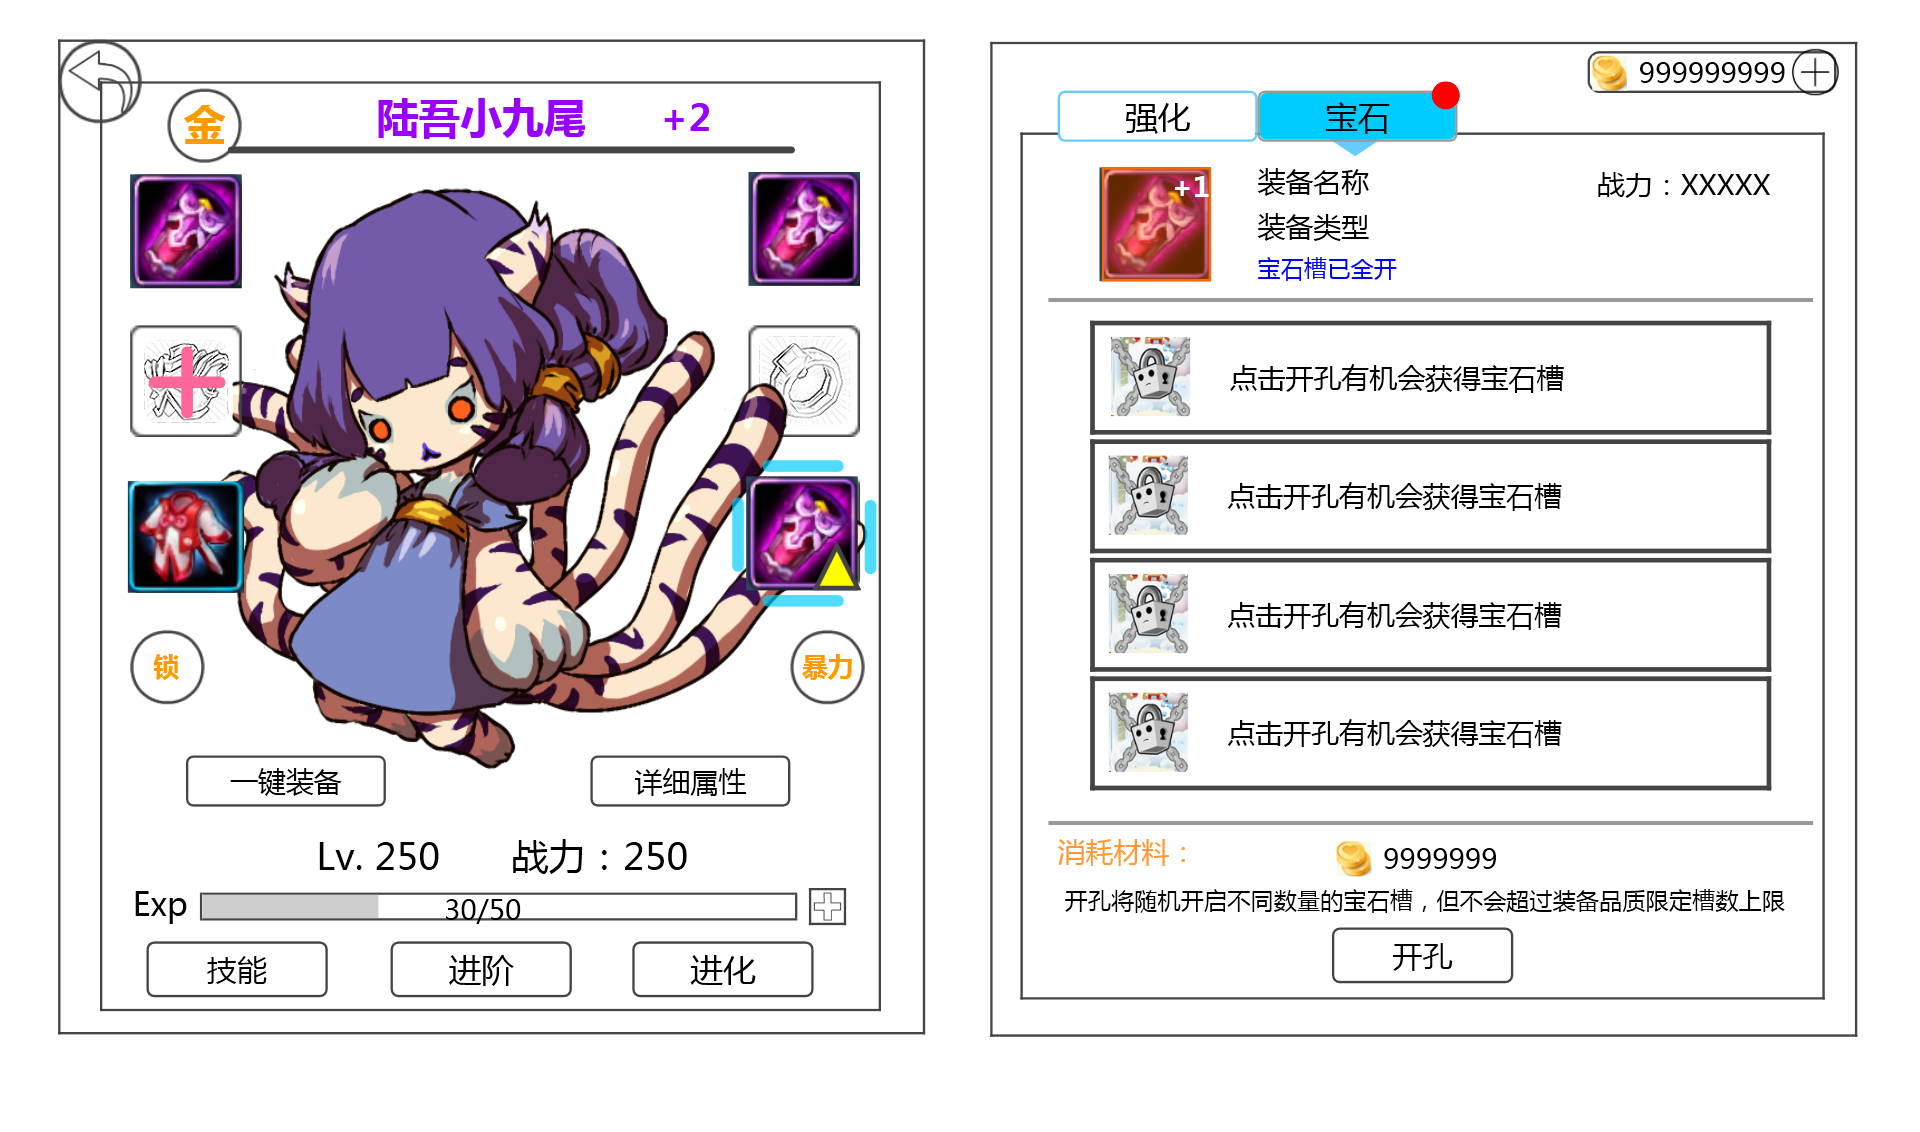 金
陆吾小九尾 +2
锁
暴力
一键装备
详细属性
Lv. 250 战力：250
Exp 30/50
技能
进阶
进化
999999999
强化
宝石
+1
装备名称
战力：XXXXX
装备类型
宝石槽已全开
点击开孔有机会获得宝石槽
点击开孔有机会获得宝石槽
点击开孔有机会获得宝石槽
点击开孔有机会获得宝石槽
消耗材料： 9999999
开孔将随机开启不同数量的宝石槽，但不会超过装备品质限定槽数上限
开孔